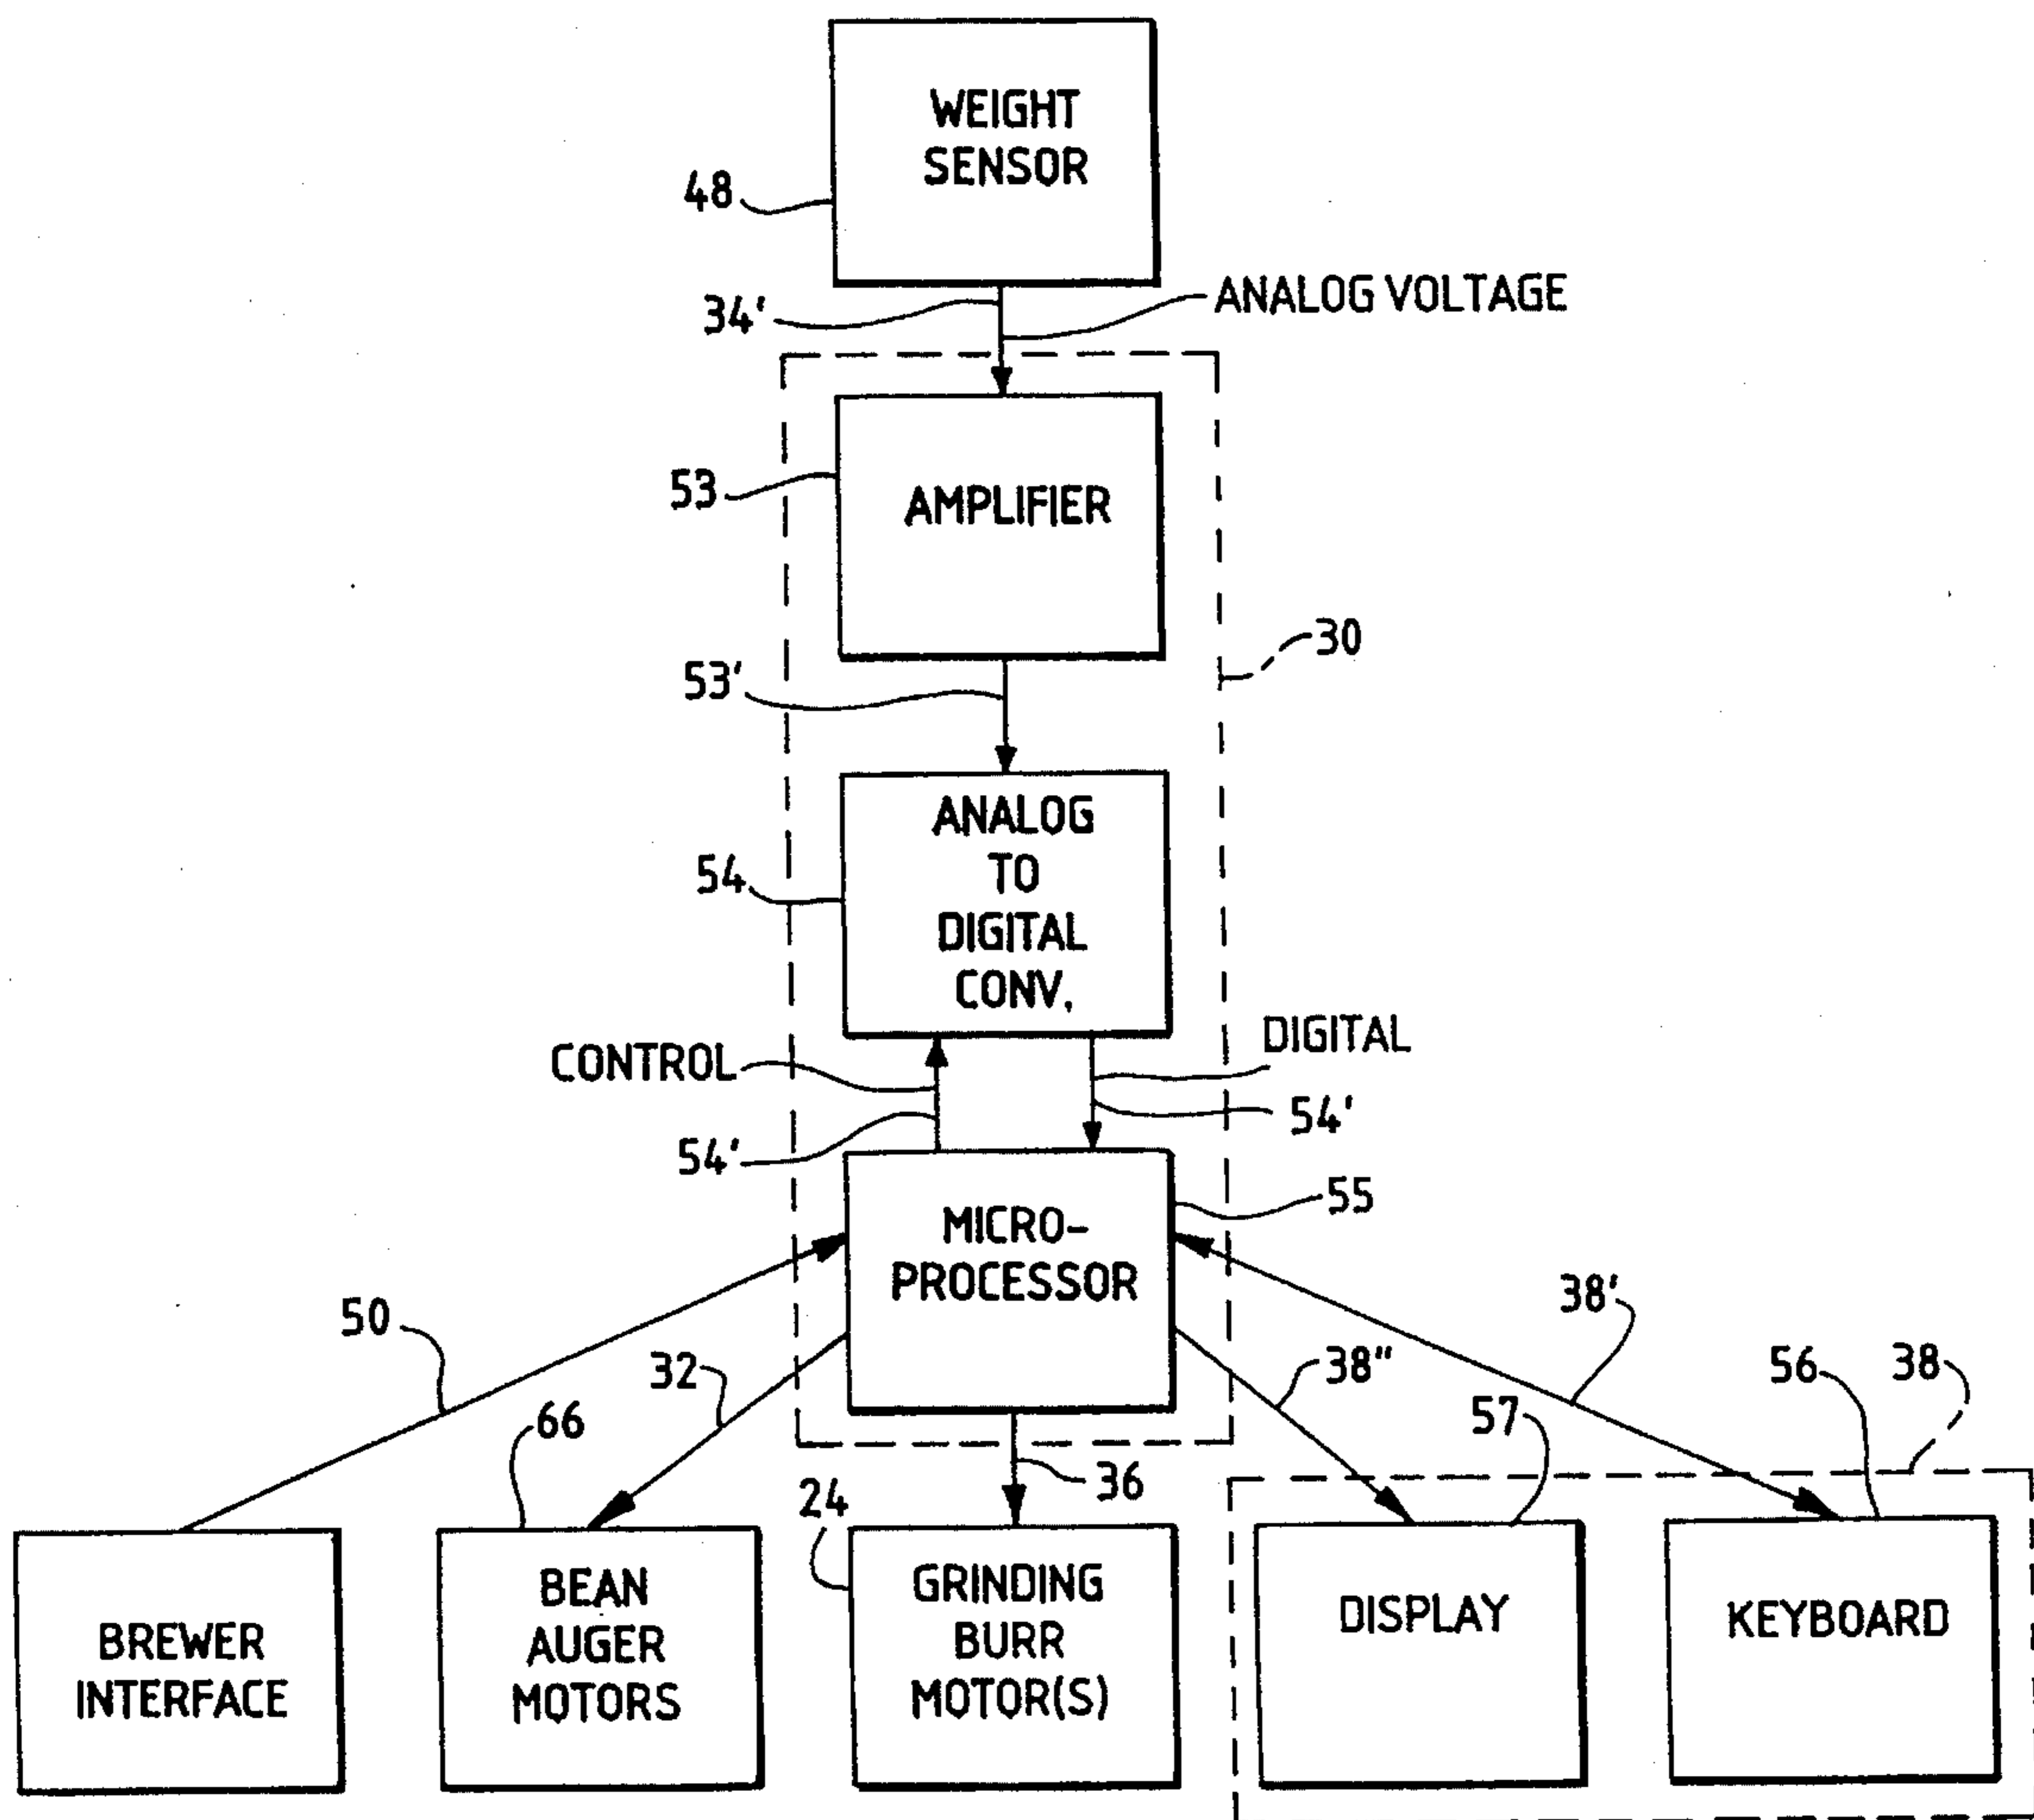 WEIGHT
SENSOR
48
34'
ANALOG VOLTAGE
53
AMPLIFIER
30
53'
ANALOG
TO
DIGITAL
CONV.
54
CONTROL
DIGITAL
54'
54'
MICRO-
PROCESSOR
55
50
32
38"
38'
66
36
24
57
56
38
BREWER
INTERFACE
BEAN
AUGER
MOTORS
GRINDING
BURR
MOTOR(S)
DISPLAY
KEYBOARD